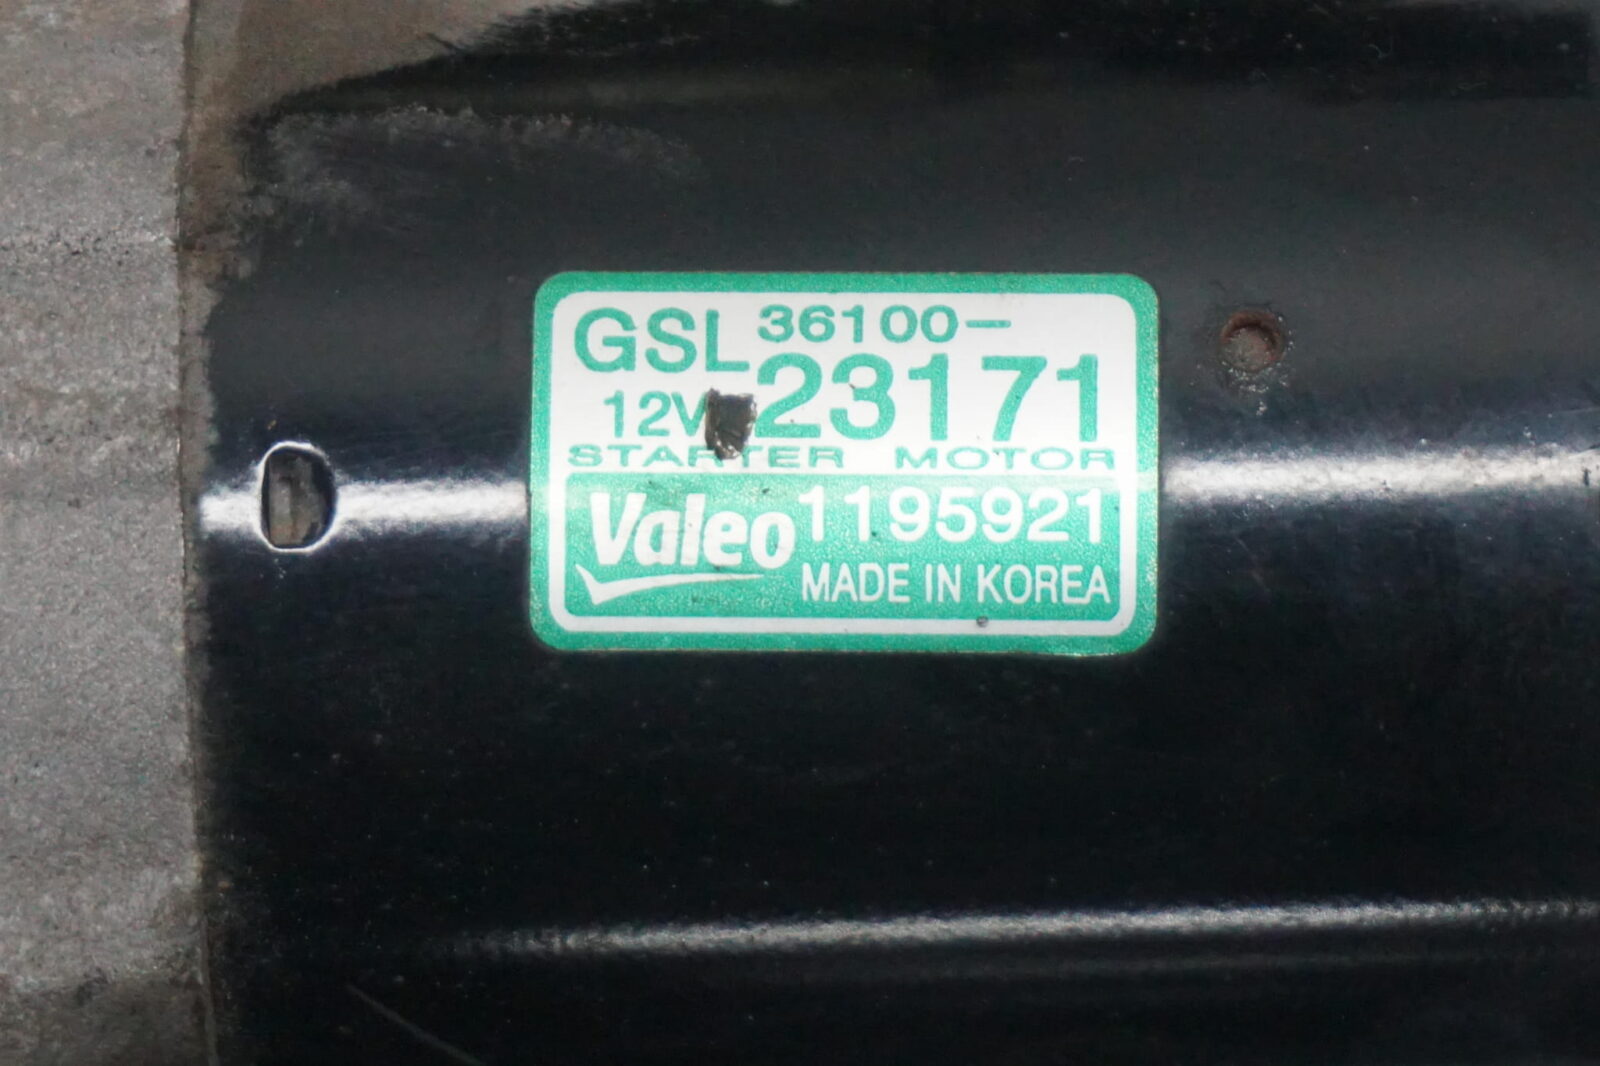 GSL 36100-
12V 23171
STARTER MOTOR
Valeo 1195921
MADE IN KOREA